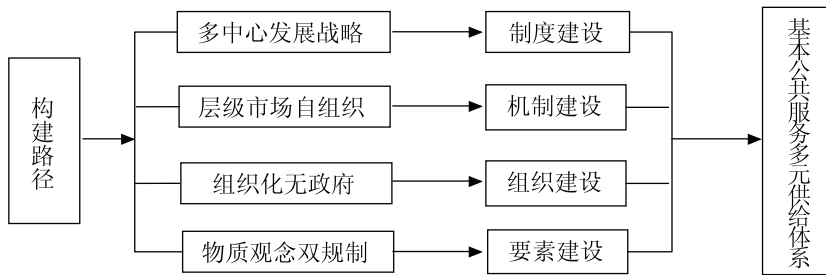 构建路径
多中心发展战略
制度建设
层级市场自组织
机制建设
组织化无政府
组织建设
物质观念双规制
要素建设
基本公共服务多元供给体系